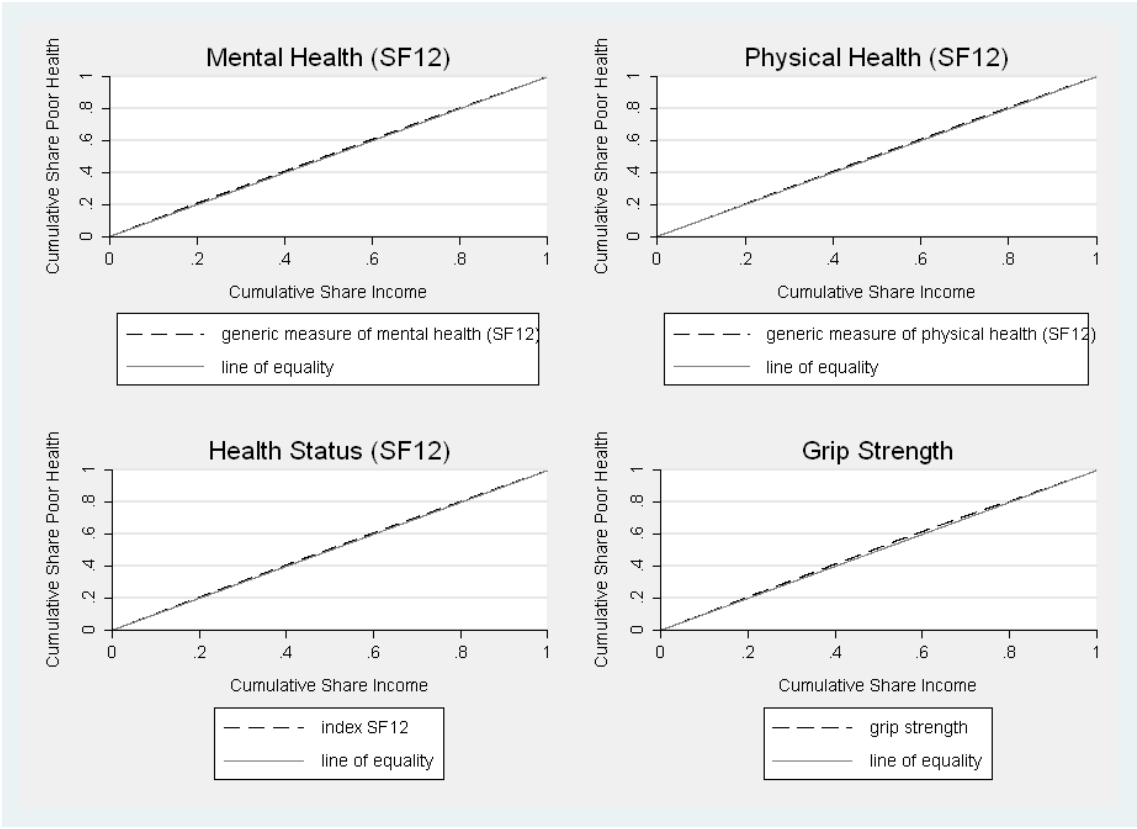 Mental Health (SF12)
Cumulative Share Poor Health
1
.8
.6
.4
.2
0
0 .2 .4 .6 .8 1
Cumulative Share Income
generic measure of mental health (SF12)
line of equality
Physical Health (SF12)
Cumulative Share Poor Health
1
.8
.6
.4
.2
0
0 .2 .4 .6 .8 1
Cumulative Share Income
generic measure of physical health (SF12)
line of equality
Health Status (SF12)
Cumulative Share Poor Health
1
.8
.6
.4
.2
0
0 .2 .4 .6 .8 1
Cumulative Share Income
index SF12
line of equality
Grip Strength
Cumulative Share Poor Health
1
.8
.6
.4
.2
0
0 .2 .4 .6 .8 1
Cumulative Share Income
grip strength
line of equality